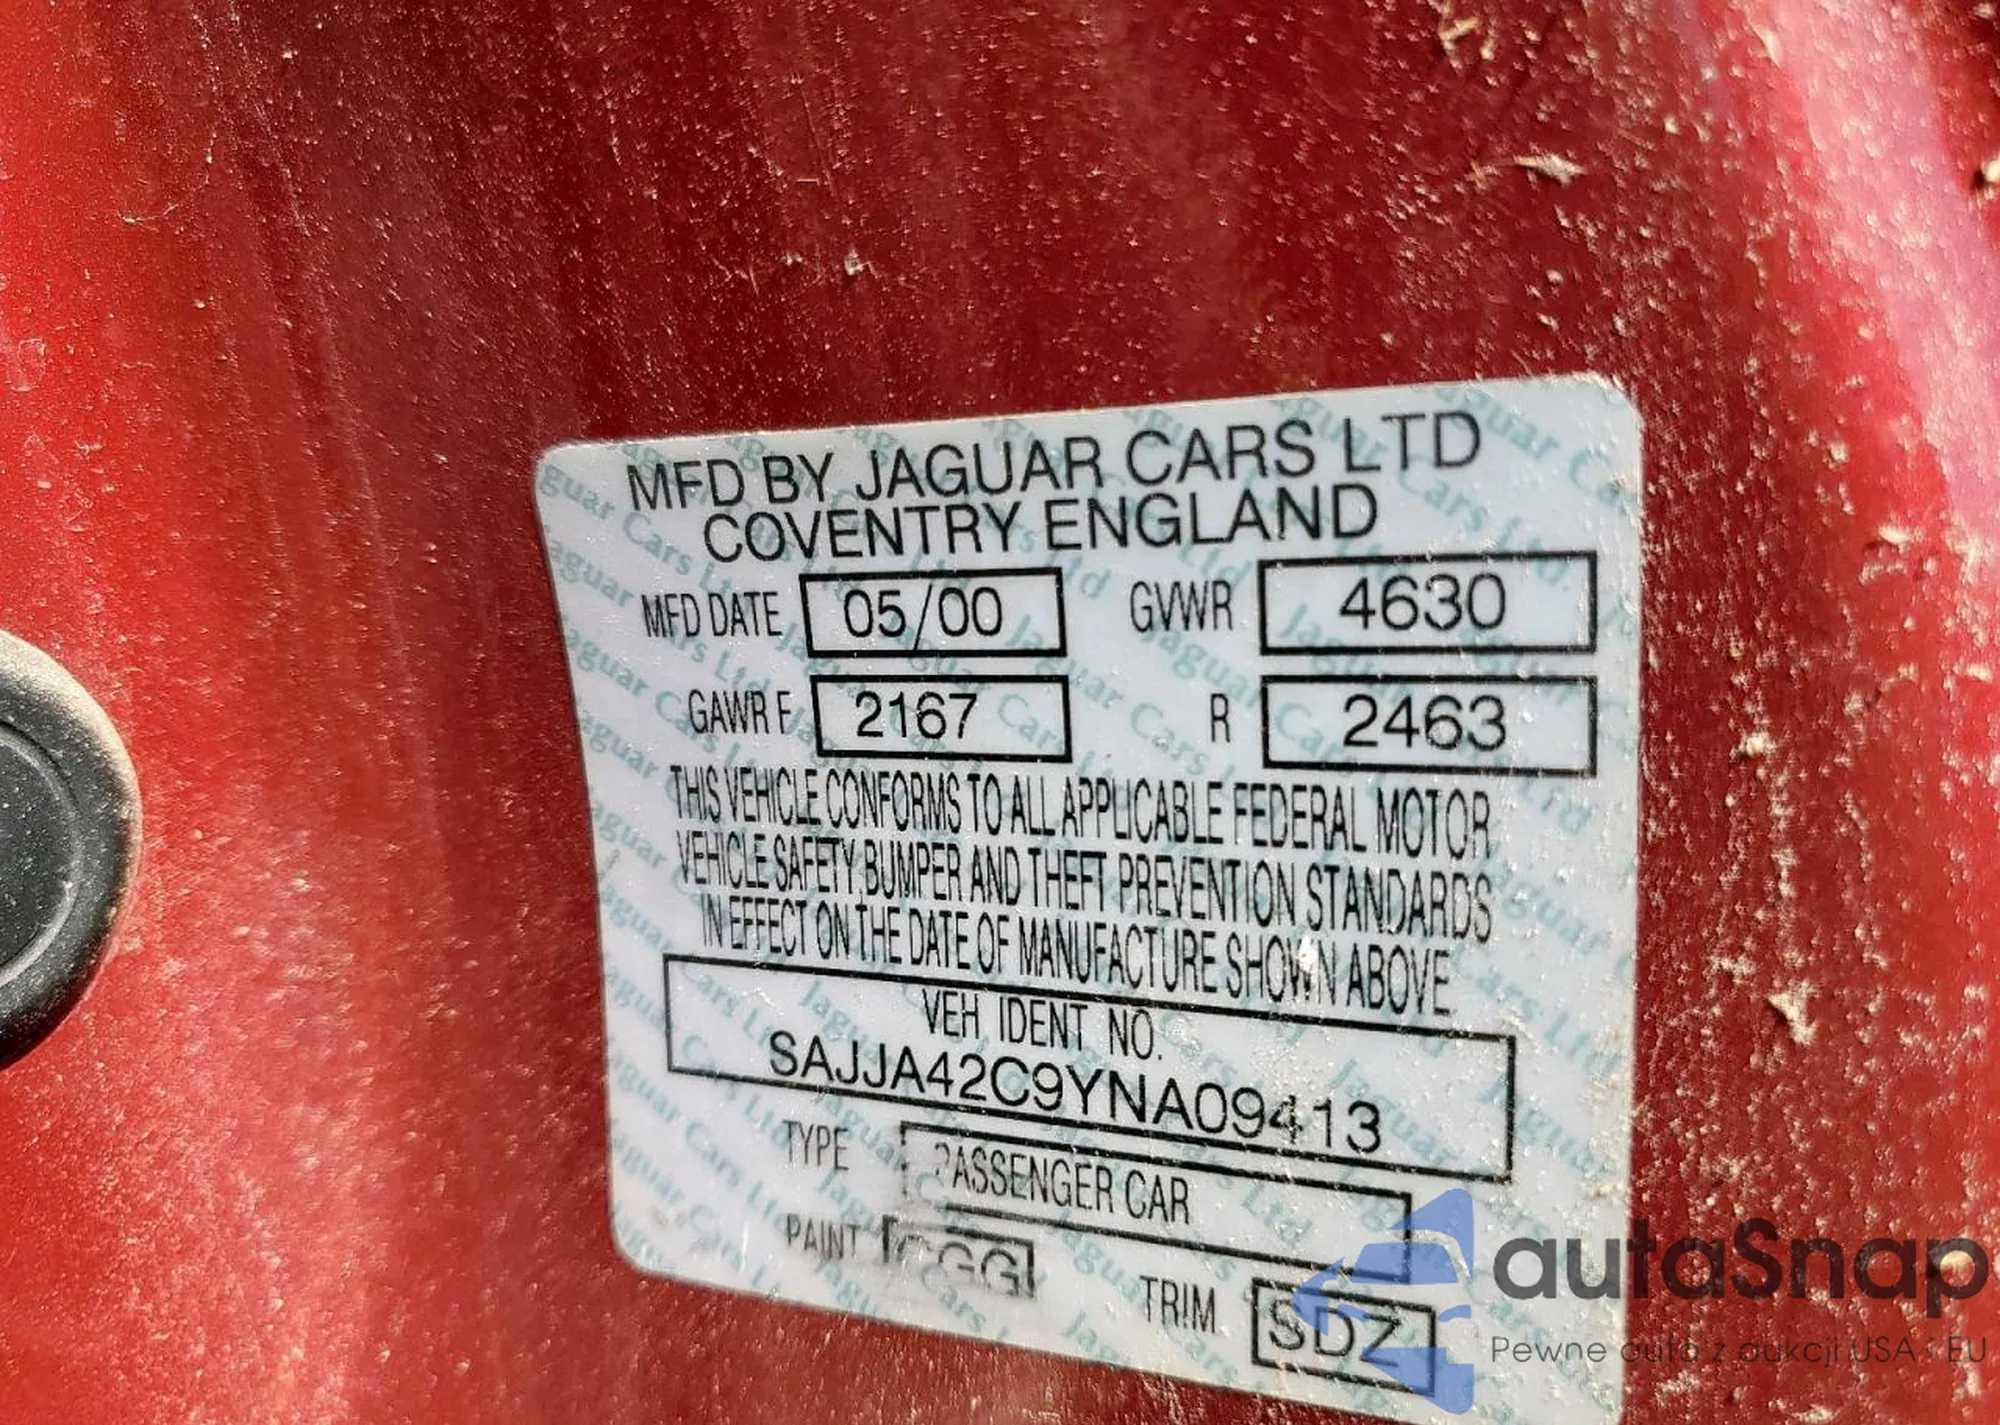 MFD BY JAGUAR CARS LTD
COVENTRY ENGLAND
MFD DATE 05/00 GVWR 4630
GAWR F 2167 R 2463
THIS VEHICLE CONFORMS TO ALL APPLICABLE FEDERAL MOTOR
VEHICLE SAFETY, BUMPER AND THEFT PREVENTION STANDARDS
IN EFFECT ON THE DATE OF MANUFACTURE SHOWN ABOVE
VEH IDENT NO.
SAJJA42C9YNA09413
TYPE PASSENGER CAR
PAINT
TRIM SDZ
autaSnap
Pewne auta z aukcji USA i EU